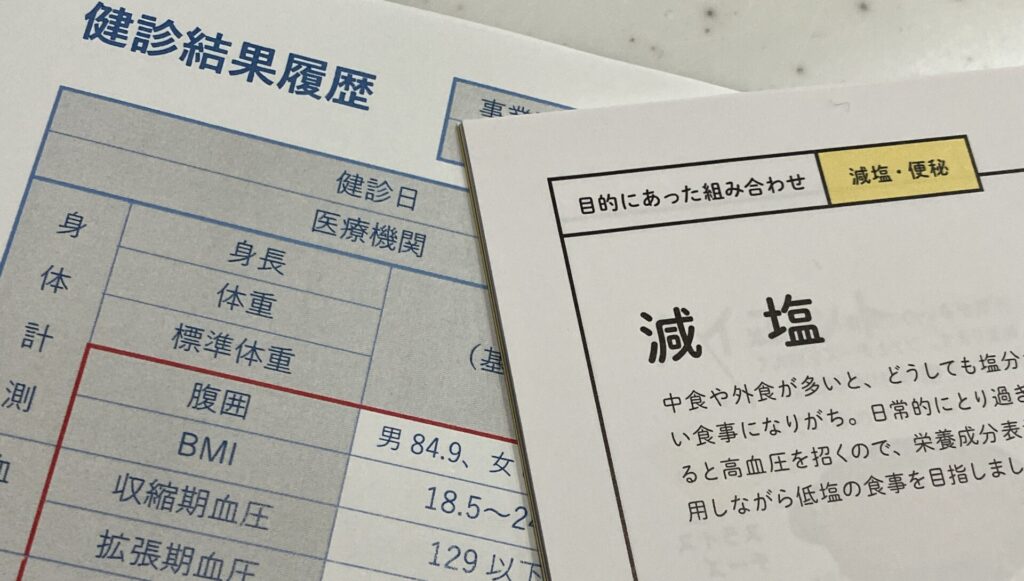 健診結果履歴
事業
健診日
医療機関
身体計測
身長
体重
標準体重
（基
腹囲
男 84.9、女
BMI
18.5～2
収縮期血圧
129 以下
拡張期血圧
血
目的にあった組み合わせ
減塩・便秘
減 塩
中食や外食が多いと、どうしても塩分
い食事になりがち。日常的にとり過ぎ
ると高血圧を招くので、栄養成分表
用しながら低塩の食事を目指しまし